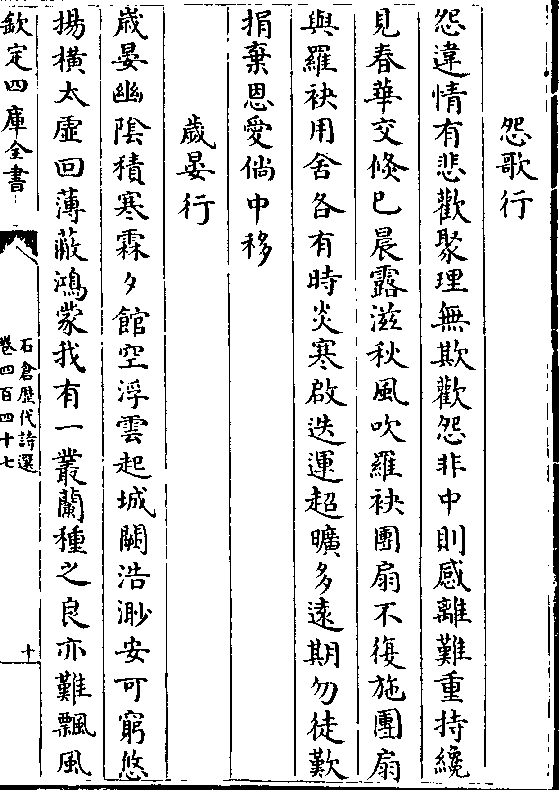 怨歌行
怨違情有悲歡聚理無欺歡怨非中則感離難重持纔
見春華交倐已晨露滋秋風吹羅袂團扇不復施團扇
與羅袂用舍各有時炎寒啟迭運超曠多逺期勿徒歎
捐棄恩愛倘中移
歲晏行
歲晏幽陰積寒霖夕館空浮雲起城闕浩渺安可窮悠
揚横太虚回薄蔽鴻蒙我有一叢蘭種之良亦難飄風
欽定四庫全書
石倉歴代詩選
卷四百四十七
十